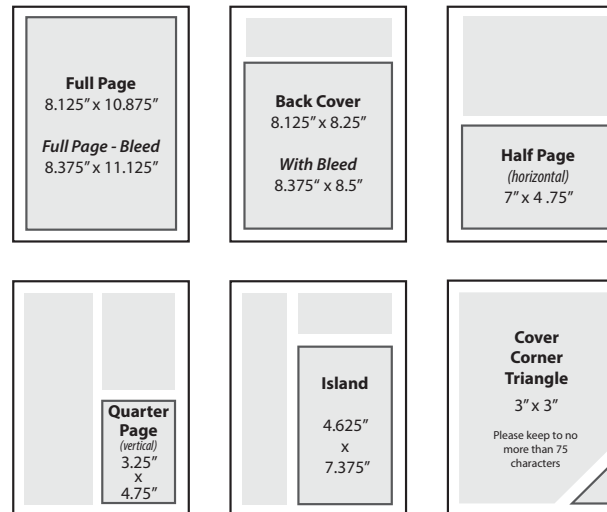 Full Page
8.125” x 10.875”
Full Page - Bleed
8.375” x 11.125”
Back Cover
8.125” x 8.25”
With Bleed
8.375“ x 8.5”
Half Page
(horizontal)
7” x 4 .75”
Quarter
Page
(vertical)
3.25”
x
4.75”
Island
4.625”
x
7.375”
Cover
Corner
Triangle
3” x 3”
Please keep to no
more than 75
characters